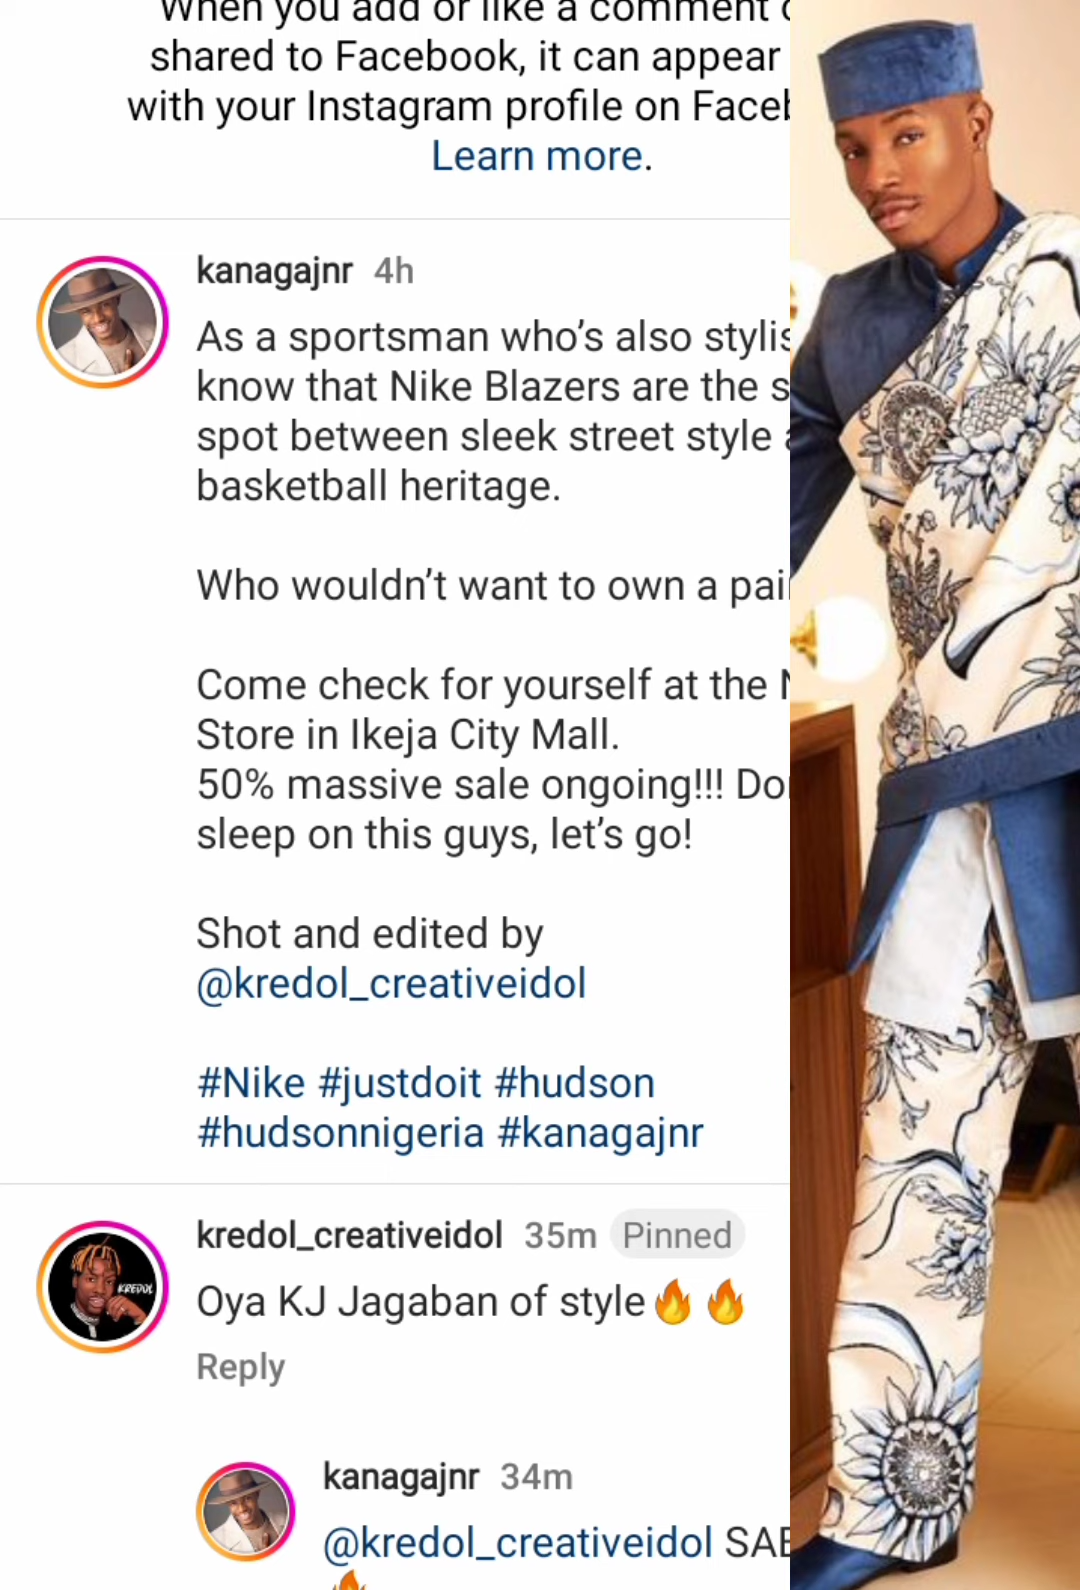 When you add or like a comment
shared to Facebook, it can appear
with your Instagram profile on
Learn more.
kanagajnr 4h
As a sportsman who’s also
know that Nike Blazers are the
spot between sleek street style
basketball heritage.
Who wouldn’t want to own a
Come check for yourself at the
Store in Ikeja City Mall.
50% massive sale ongoing!!!
sleep on this guys, let’s go!
Shot and edited by
@kredol_creativeidol
#Nike #justdoit #hudson
#hudsonnigeria #kanagajnr
kredol_creativeidol 35m Pinned
KREDOL
Oya KJ Jagaban of style🔥🔥
Reply
kanagajnr 34m
@kredol_creativeidol